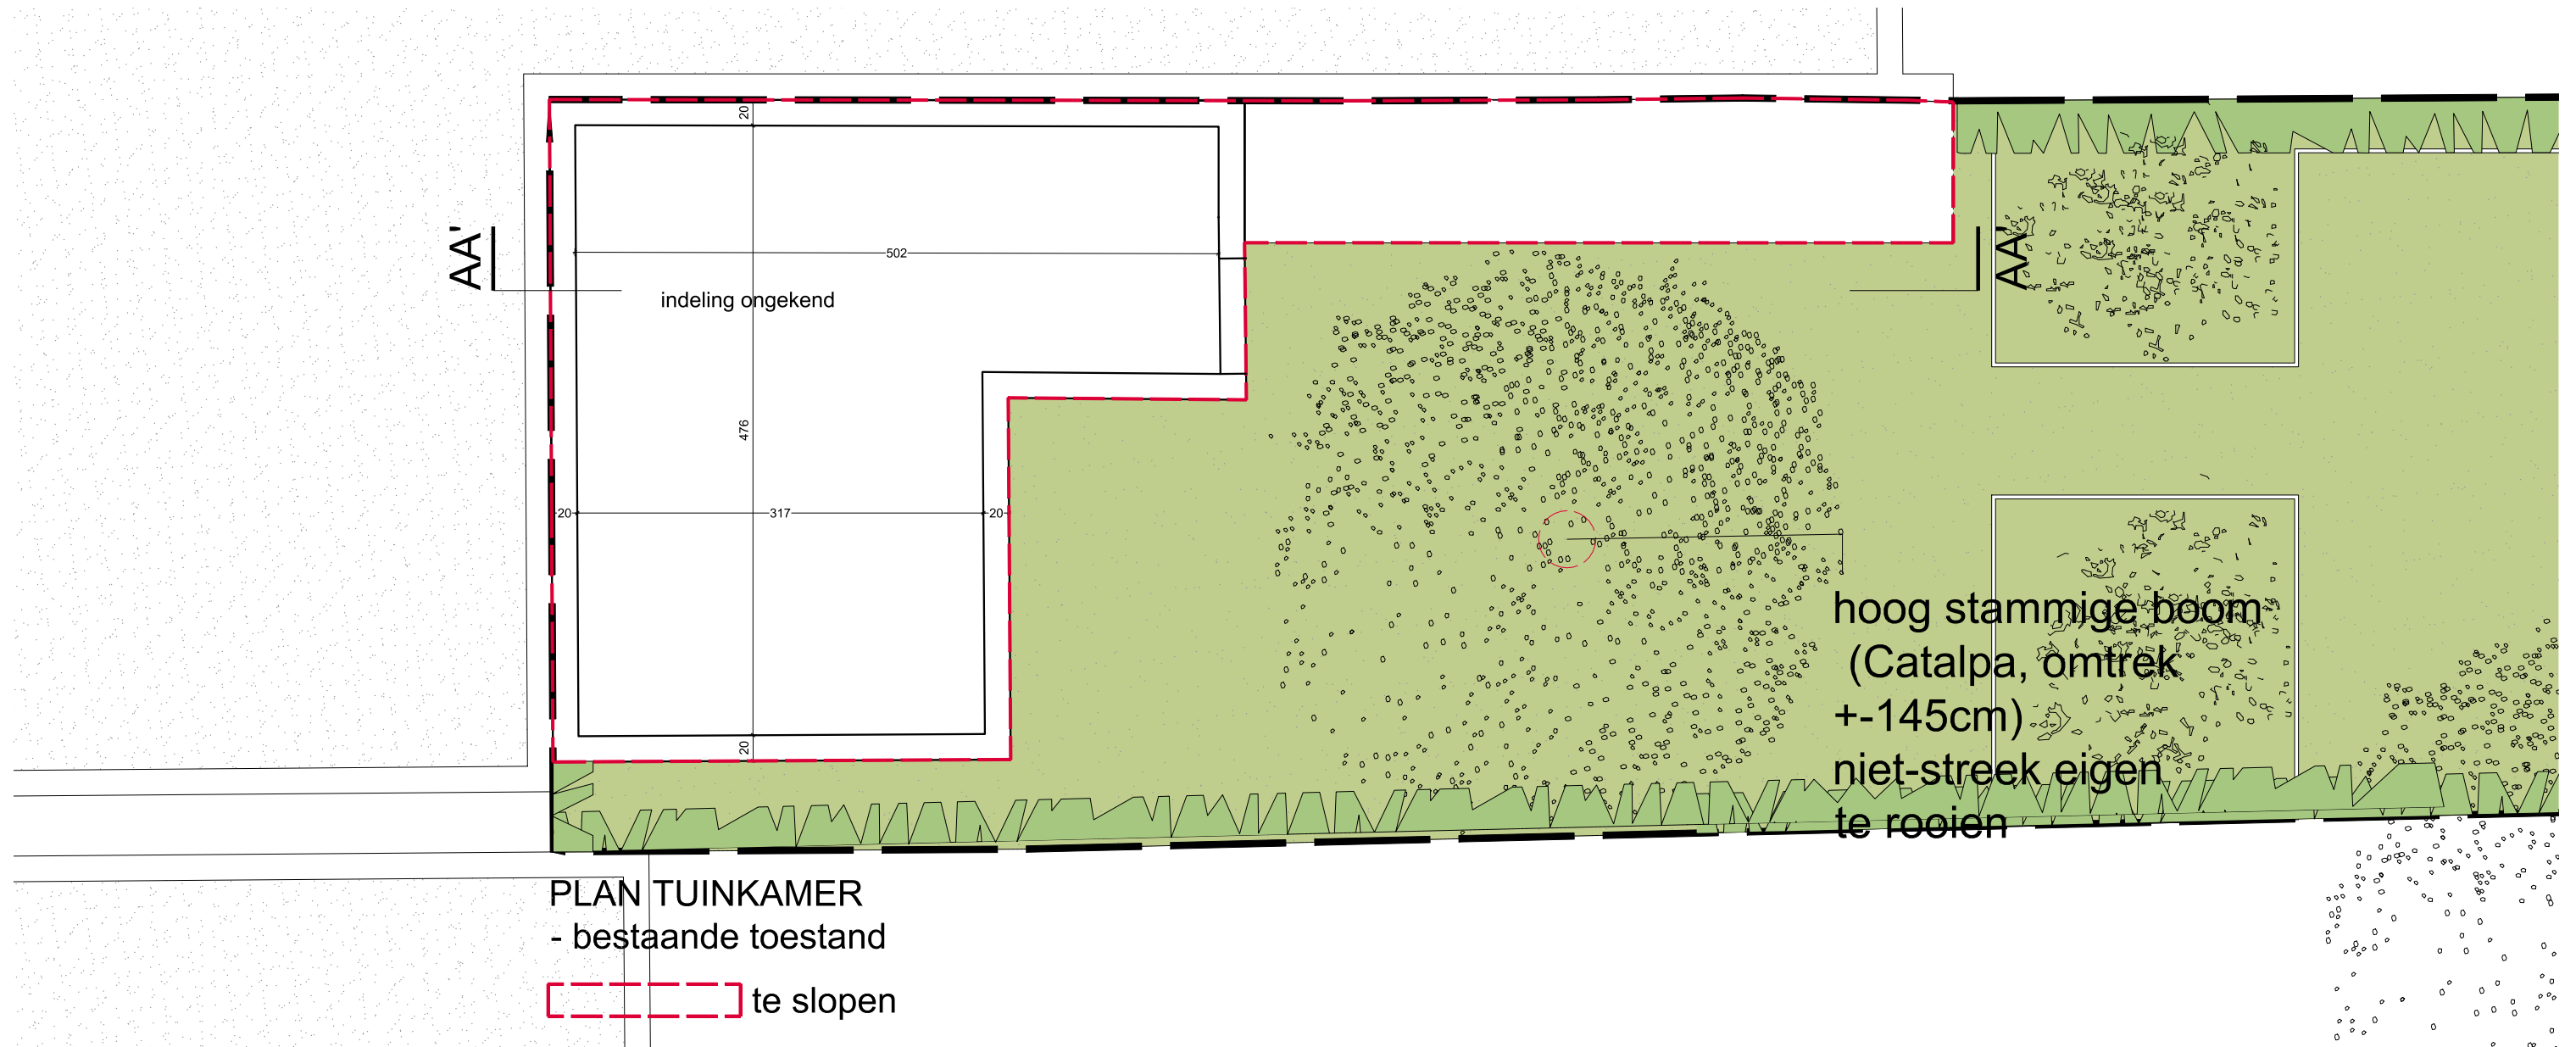 20
AA'
AA'
502
indeling ongekend
476
20
317
20
20
hoog stammige boom
(Catalpa, omtrek
+-145cm)
niet-streek eigen
te rooien
PLAN TUINKAMER
- bestaande toestand
te slopen